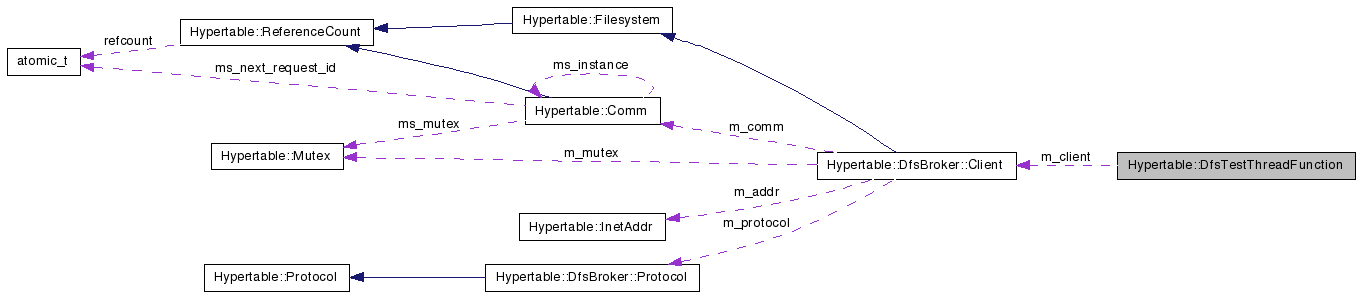 Hypertable::Filesystem
Hypertable::ReferenceCount
refcount
atomic_t
ms_next_request_id
ms_instance
Hypertable::Comm
ms_mutex
m_comm
Hypertable::Mutex
m_mutex
Hypertable::DfsBroker::Client
m_client
Hypertable::DfsTestThreadFunction
m_addr
Hypertable::InetAddr
m_protocol
Hypertable::Protocol
Hypertable::DfsBroker::Protocol